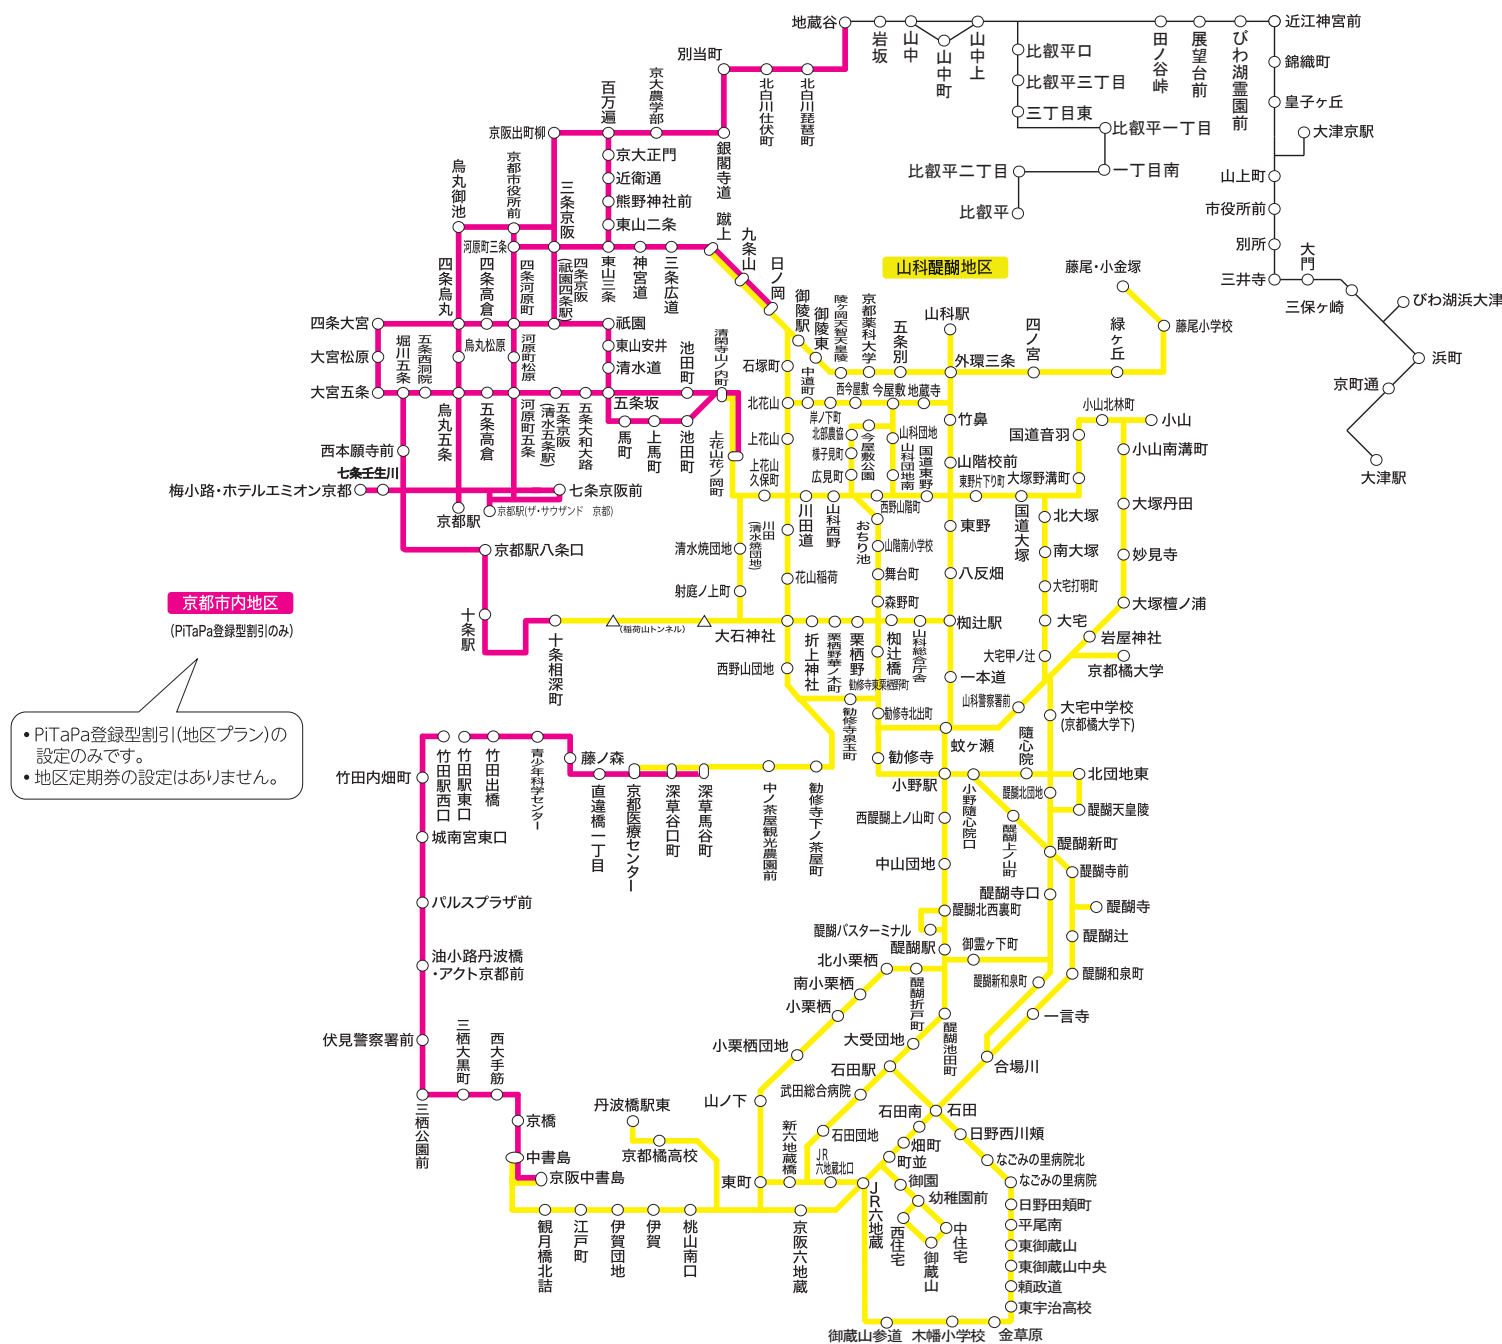 地蔵谷
岩坂
山中
山中町
山中上
比叡平口
比叡平三丁目
三丁目東
比叡平一丁目
一丁目南
比叡平二丁目
比叡平
田ノ谷峠
展望台前
びわ湖霊園前
近江神宮前
錦織町
皇子ヶ丘
大津京駅
山上町
市役所前
別所
三井寺
大門
三保ヶ崎
びわ湖浜大津
浜町
京町通
大津駅
別当町
北白川仕伏町
北白川琵琶町
京阪出町柳
百万遍
京大農学部
銀閣寺道
京大正門
近衛通
熊野神社前
東山二条
烏丸御池
京都市役所前
三条京阪
河原町三条
東山三条
神宮道
三条広道
蹴上
九条山
日ノ岡
四条烏丸
四条高倉
四条河原町
四条京阪
(祇園四条駅)
四条大宮
祇園
大宮松原
烏丸松原
河原町松原
東山安井
清水道
大宮五条
堀川五条
五条西洞院
烏丸五条
五条高倉
河原町五条
五条京阪
(清水五条駅)
五条大和大路
五条坂
池田町
清閑寺山ノ内町
馬町
上馬町
池田町
上花山花ノ岡町
西本願寺前
七条壬生川
梅小路・ホテルエミオン京都
七条京阪前
京都駅
京都駅(ザ・サウザンド 京都)
京都駅八条口
十条駅
十条相深町
京都市内地区
(PiTaPa登録型割引のみ)
• PiTaPa登録型割引(地区プラン)の
設定のみです。
• 地区定期券の設定はありません。
山科醍醐地区
藤尾・小金塚
藤尾小学校
緑ヶ丘
四ノ宮
山科駅
外環三条
五条別
京都薬科大学
陵ヶ岡天智天皇陵
御陵東
御陵駅
石塚町
北花山
中道町
岸ノ下町
西今屋敷
今屋敷
地蔵寺
竹鼻
上花山
北部農協
様子見町
広見町
今屋敷公園
山科団地
山科団地南
国道東野
山階校前
東野片下り町
大塚野溝町
国道音羽
小山北林町
小山
小山南溝町
上花山
久保町
川田道
山科西野
西野山階町
おちり池
東野
国道大塚
北大塚
大塚丹田
川田
(清水焼団地)
清水焼団地
射庭ノ上町
山階南小学校
舞台町
森野町
花山稲荷
八反畑
南大塚
大宅打明町
妙見寺
大塚檀ノ浦
(稲荷山トンネル)
大石神社
折上神社
栗栖野華ノ木町
栗栖野
椥辻橋
山科総合庁舎
椥辻駅
大宅
岩屋神社
大宅甲ノ辻
京都橘大学
西野山団地
勧修寺東栗栖野町
一本道
山科警察署前
大宅中学校
(京都橘大学下)
勧修寺泉玉町
勧修寺北出町
勧修寺
蚊ヶ瀬
随心院
小野駅
小野随心院口
北団地東
醍醐北団地
醍醐天皇陵
西醍醐上ノ山町
醍醐上ノ山町
醍醐新町
中山団地
醍醐寺前
醍醐寺口
醍醐寺
醍醐北西裏町
醍醐バスターミナル
醍醐駅
御霊ヶ下町
醍醐辻
醍醐新和泉町
醍醐和泉町
北小栗栖
醍醐折戸町
南小栗栖
小栗栖
醍醐池田町
一言寺
小栗栖団地
大受団地
合場川
石田駅
武田総合病院
山ノ下
石田団地
石田南
石田
畑町
町並
日野西川頬
なごみの里病院北
なごみの里病院
日野田頬町
平尾南
東御蔵山
東御蔵山中央
頼政道
東宇治高校
金草原
木幡小学校
御蔵山参道
御園
幼稚園前
西住宅
中住宅
御蔵山
東町
新六地蔵橋
JR
六地蔵北口
JR六地蔵
京阪六地蔵
丹波橋駅東
京都橘高校
桃山南口
伊賀
伊賀団地
江戸町
観月橋北詰
京阪中書島
中書島
京橋
西大手筋
三栖大黒町
三栖公園前
伏見警察署前
油小路丹波橋
・アクト京都前
パルスプラザ前
城南宮東口
竹田内畑町
竹田駅西口
竹田駅東口
竹田出橋
青少年科学センター
藤ノ森
直違橋一丁目
京都医療センター
深草谷口町
深草馬谷町
中ノ茶屋観光農園前
勧修寺下ノ茶屋町